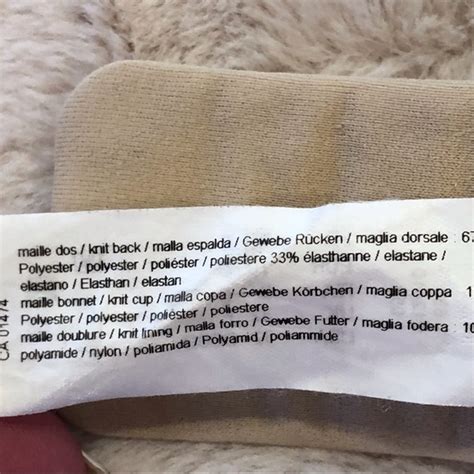 maille dos / knit back / malla espalda / Gewebe Rücken / maglia dorsale : 67
Polyester / polyester / poliéster / poliestere 33% élasthanne / elastane /
elastano / Elasthan / elastan
maille bonnet / knit cup / malla copa / Gewebe Körbchen / maglia coppa 1
Polyester / polyester / poliéster / poliestere
maille doublure / knit lining / malla forro / Gewebe Futter / maglia fodera 10
polyamide / nylon / poliamida / Polyamid / poliammide
CA 01474